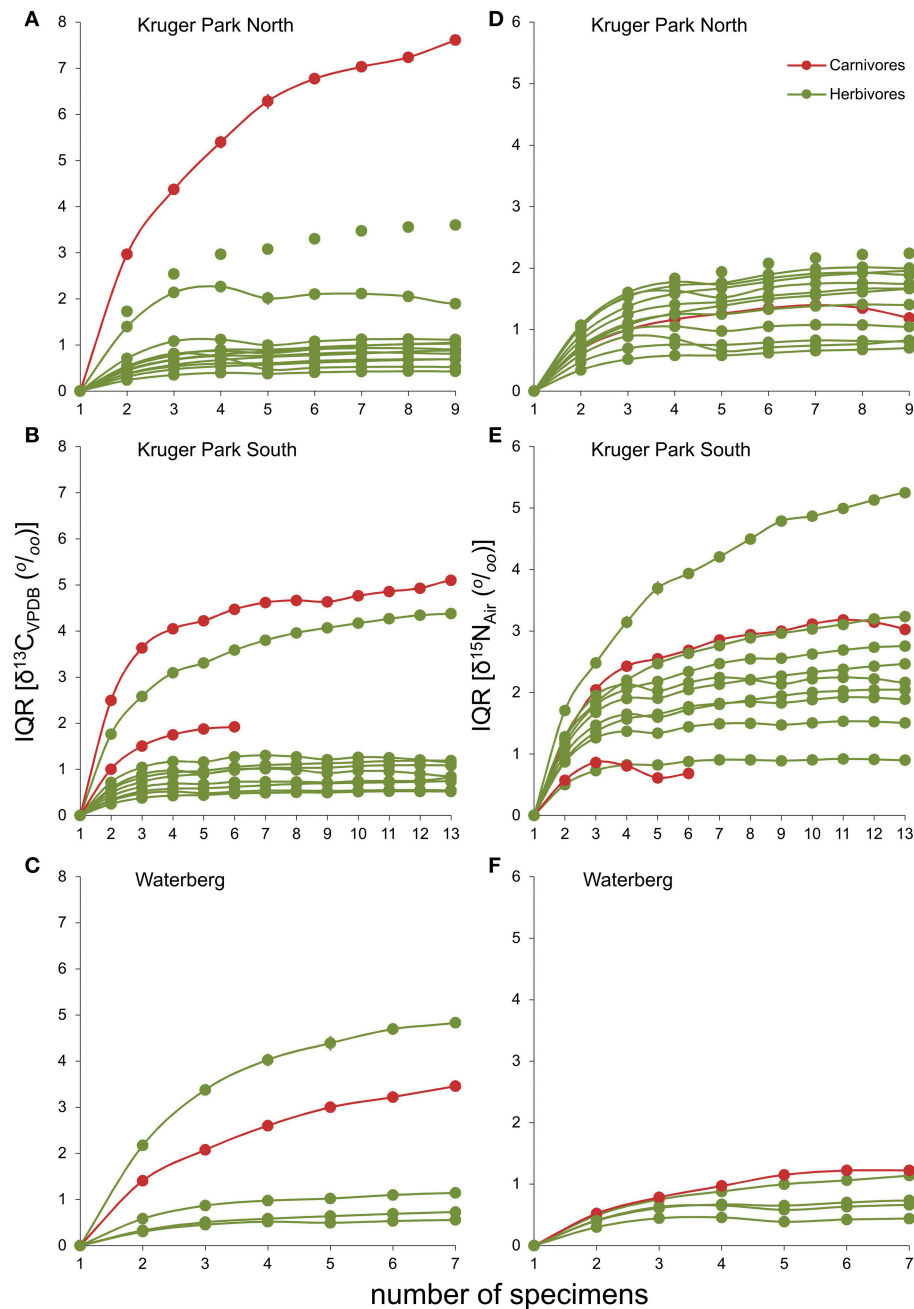 A
Kruger Park North
8
7
6
5
4
3
2
1
0
1 2 3 4 5 6 7 8 9
D
Kruger Park North
Carnivores
Herbivores
6
5
4
3
2
1
0
1 2 3 4 5 6 7 8 9
B
Kruger Park South
IQR [δ13CVPDB (o/oo)]
8
7
6
5
4
3
2
1
0
1 2 3 4 5 6 7 8 9 10 11 12 13
E
Kruger Park South
IQR [δ15NAir (o/oo)]
6
5
4
3
2
1
0
1 2 3 4 5 6 7 8 9 10 11 12 13
C
Waterberg
8
7
6
5
4
3
2
1
0
1 2 3 4 5 6 7
F
Waterberg
6
5
4
3
2
1
0
1 2 3 4 5 6 7
number of specimens